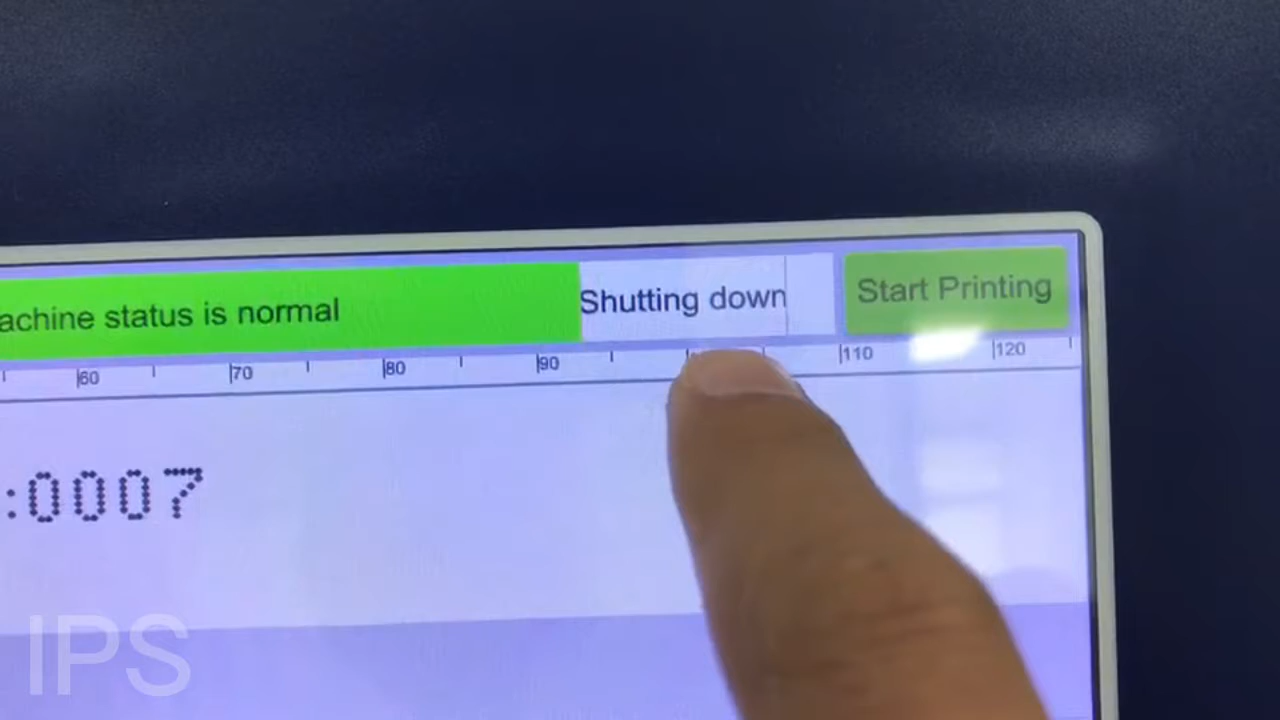 achine status is normal
Shutting down
Start Printing
60 70 80 90 110 120
:0007
IPS